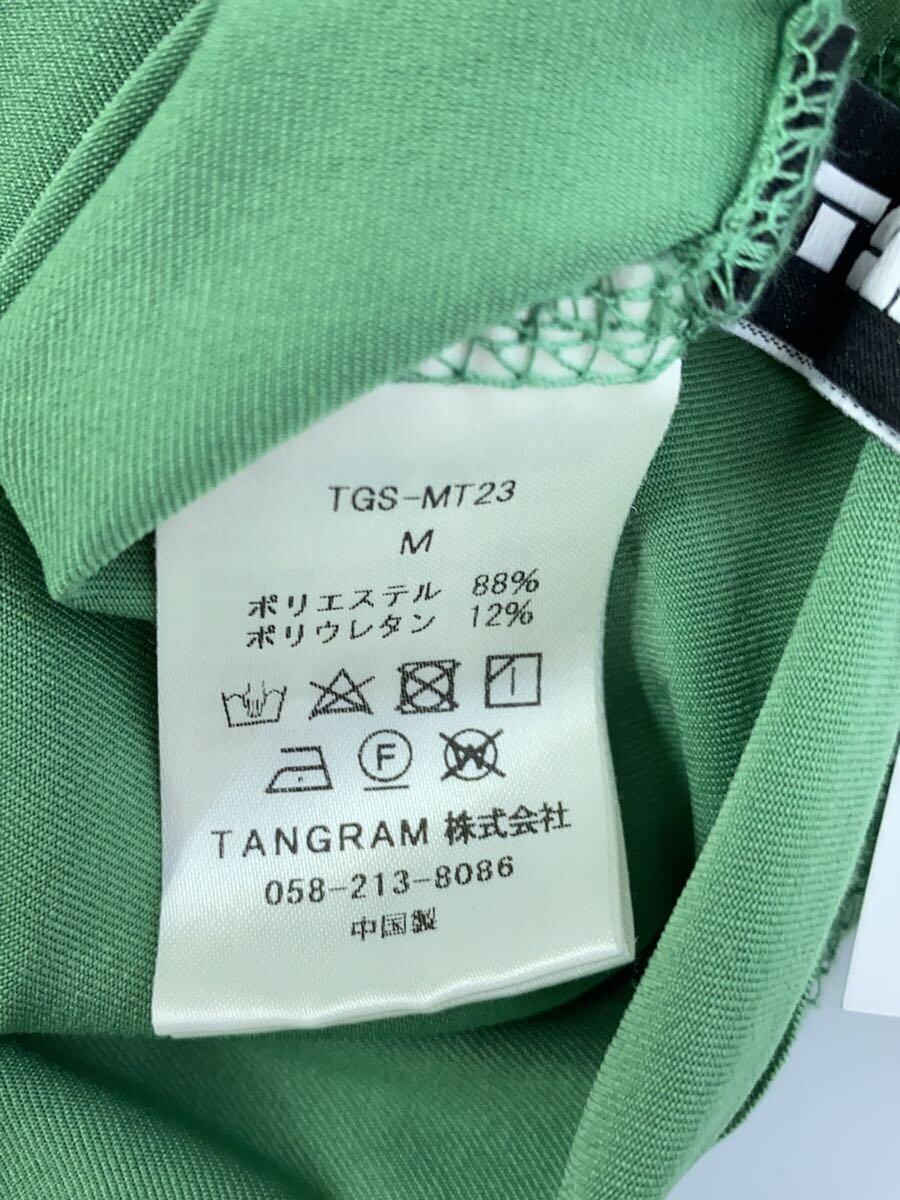 TGS-MT23
M
ポリエステル 88%
ポリウレタン 12%
F
W
TANGRAM 株式会社
058-213-8086
中国製